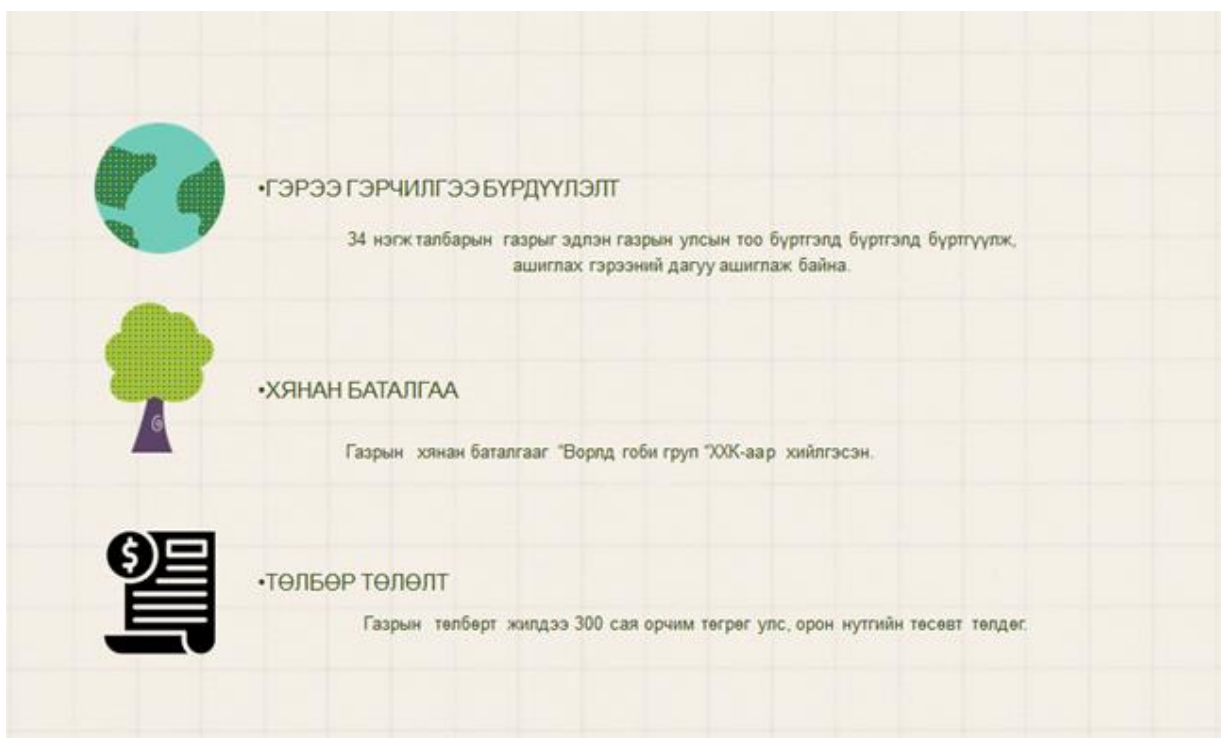 •ГЭРЭЭ ГЭРЧИЛГЭЭ БҮРДҮҮЛЭЛТ
34 нэгж талбарын газрыг эдлэн газрын улсын тоо бүртгэлд бүртгэлд бүртгүүлж,
ашиглах гэрээний дагуу ашиглаж байна.
•ХЯНАН БАТАЛГАА
Газрын хянан баталгааг “Ворлд гоби груп “ХХК-аар хийлгэсэн.
•ТӨЛБӨР ТӨЛӨЛТ
Газрын төлбөрт жилдээ 300 сая орчим төгрөг улс, орон нутгийн төсөвт төлдөг.